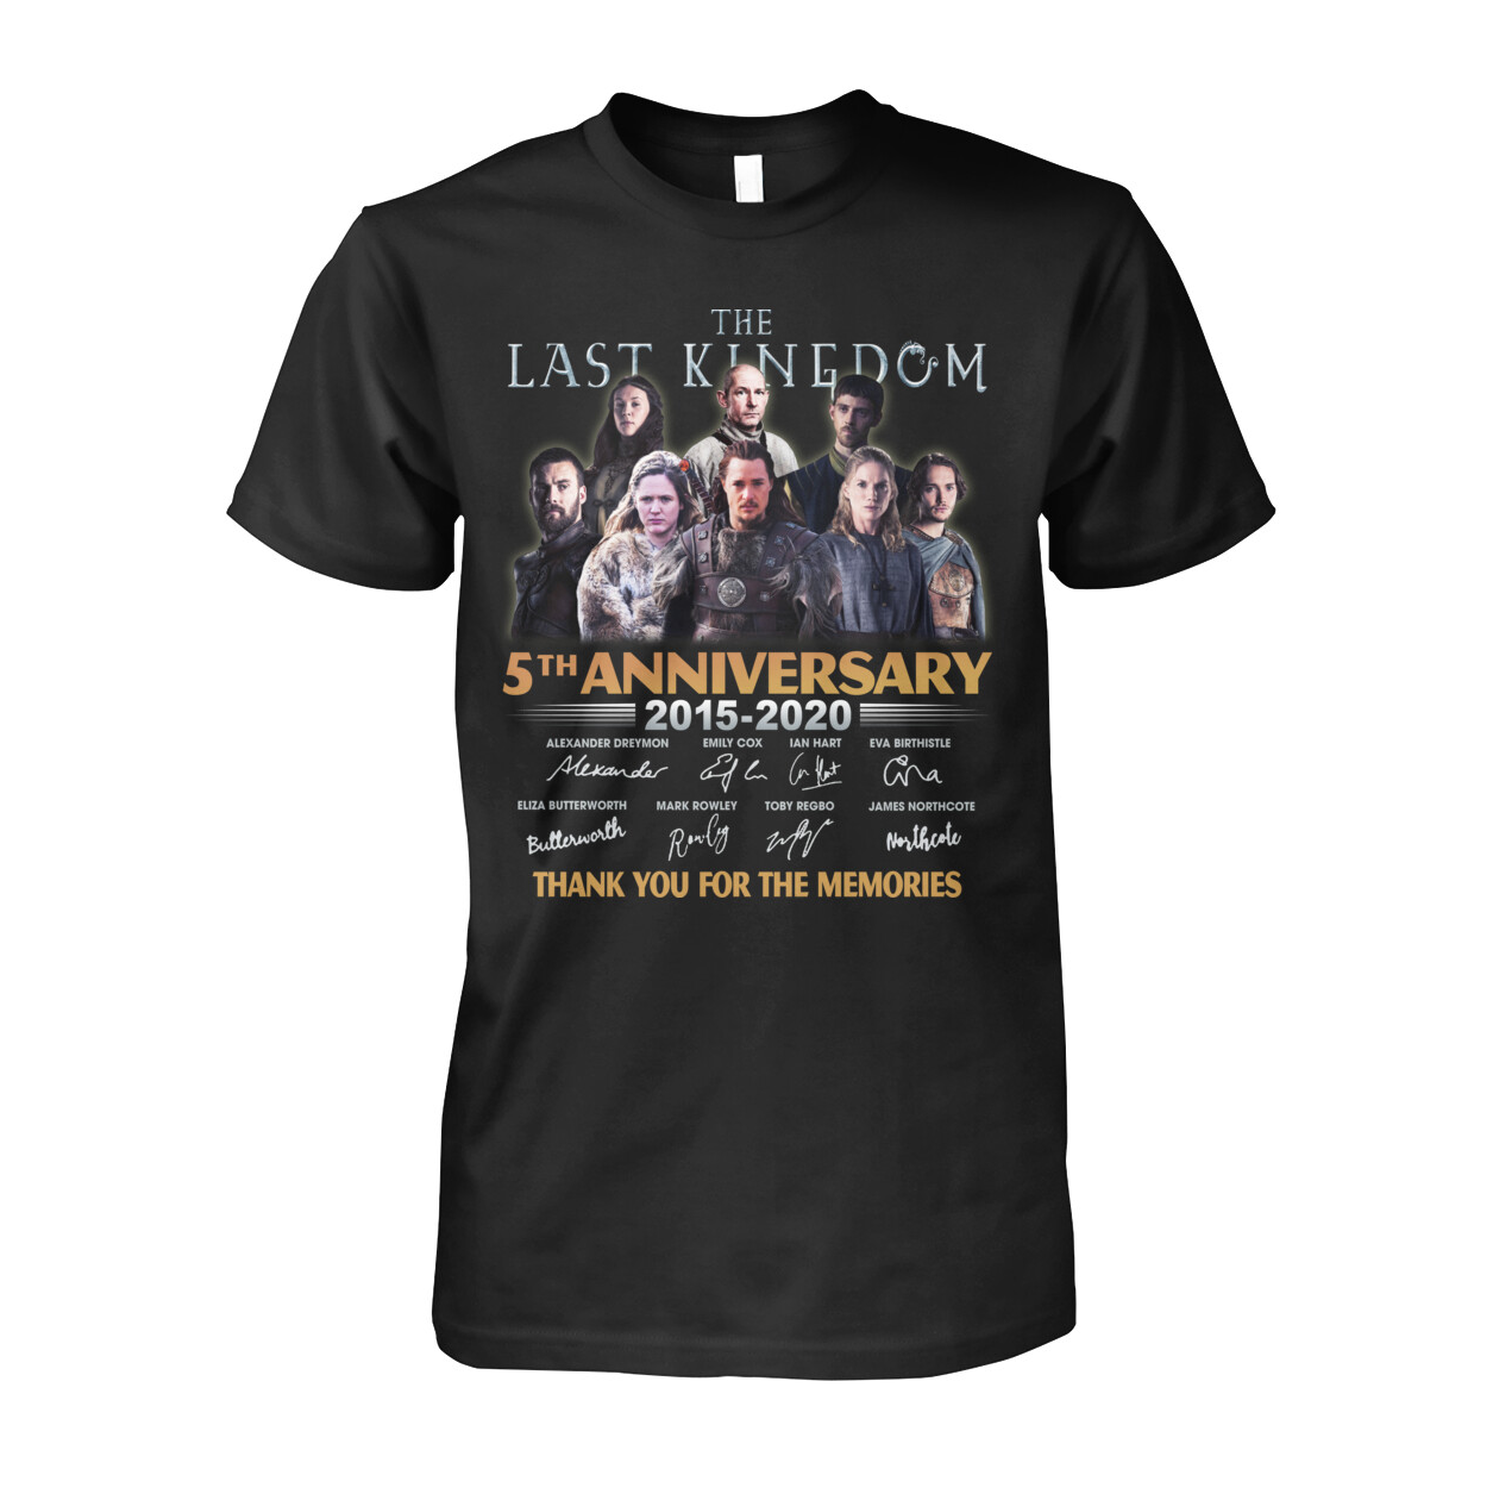 THE
LAST KINGDOM
5TH ANNIVERSARY
2015-2020
ALEXANDER DREYMON EMILY COX IAN HART EVA BIRTHISTLE
Alexander
ELIZA BUTTERWORTH MARK ROWLEY TOBY REGBO JAMES NORTHCOTE
Butterworth Rowley Northcote
THANK YOU FOR THE MEMORIES